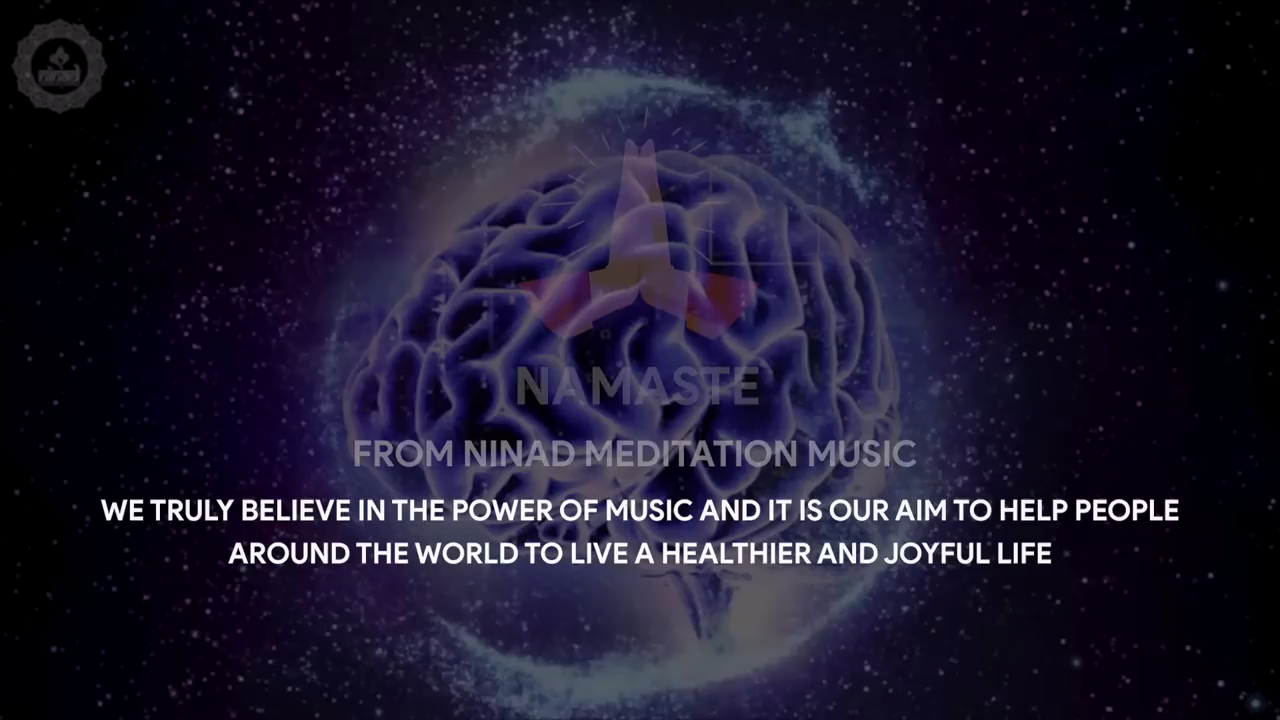 NAMASTE
FROM NINAD MEDITATION MUSIC
WE TRULY BELIEVE IN THE POWER OF MUSIC AND IT IS OUR AIM TO HELP PEOPLE
AROUND THE WORLD TO LIVE A HEALTHIER AND JOYFUL LIFE